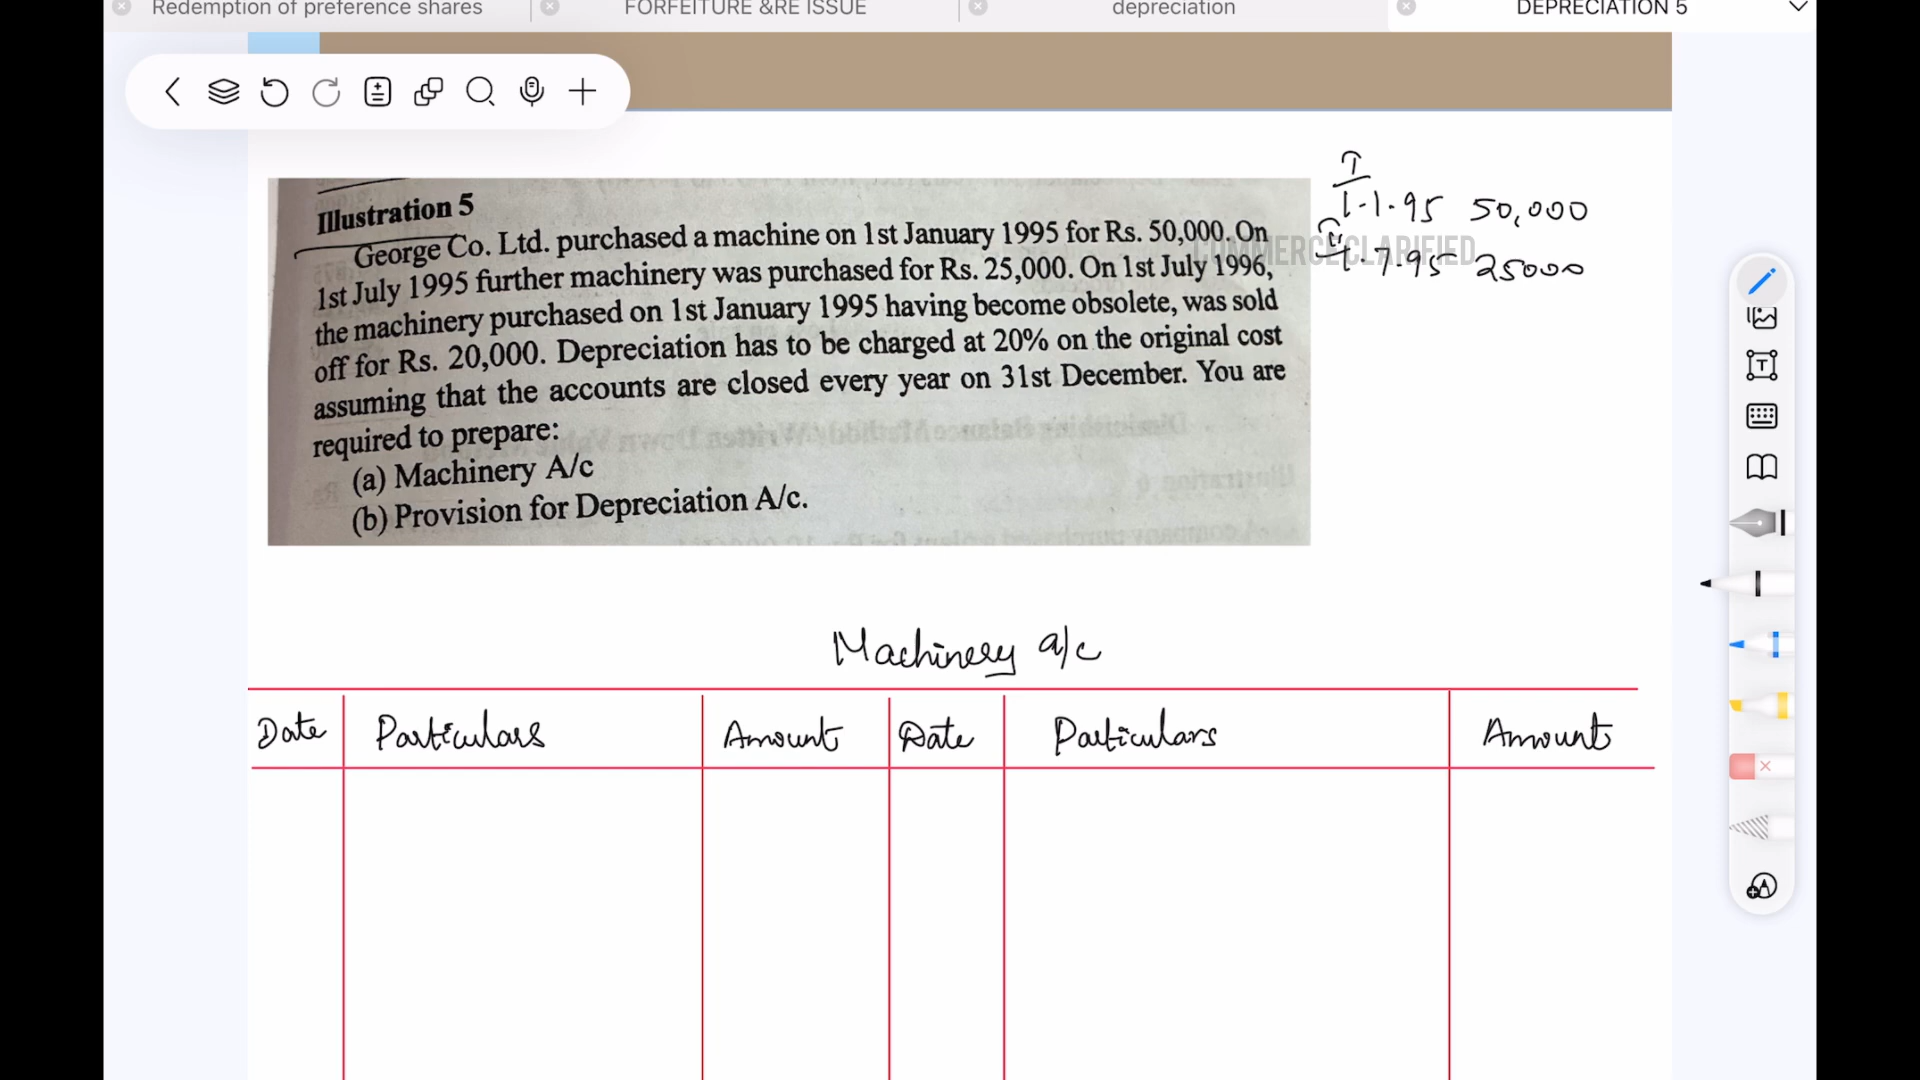 Redemption of preference shares
FORFEITURE &RE ISSUE
depreciation
DEPRECIATION 5
I
1.1.95 50,000
II
1.7.95 25000
COMMERCECLARIFIED
Illustration 5
George Co. Ltd. purchased a machine on 1st January 1995 for Rs. 50,000. On
1st July 1995 further machinery was purchased for Rs. 25,000. On 1st July 1996,
the machinery purchased on 1st January 1995 having become obsolete, was sold
off for Rs. 20,000. Depreciation has to be charged at 20% on the original cost
assuming that the accounts are closed every year on 31st December. You are
required to prepare:
(a) Machinery A/c
(b) Provision for Depreciation A/c.
Machinery a/c
Date Particulars Amount Date Particulars Amount